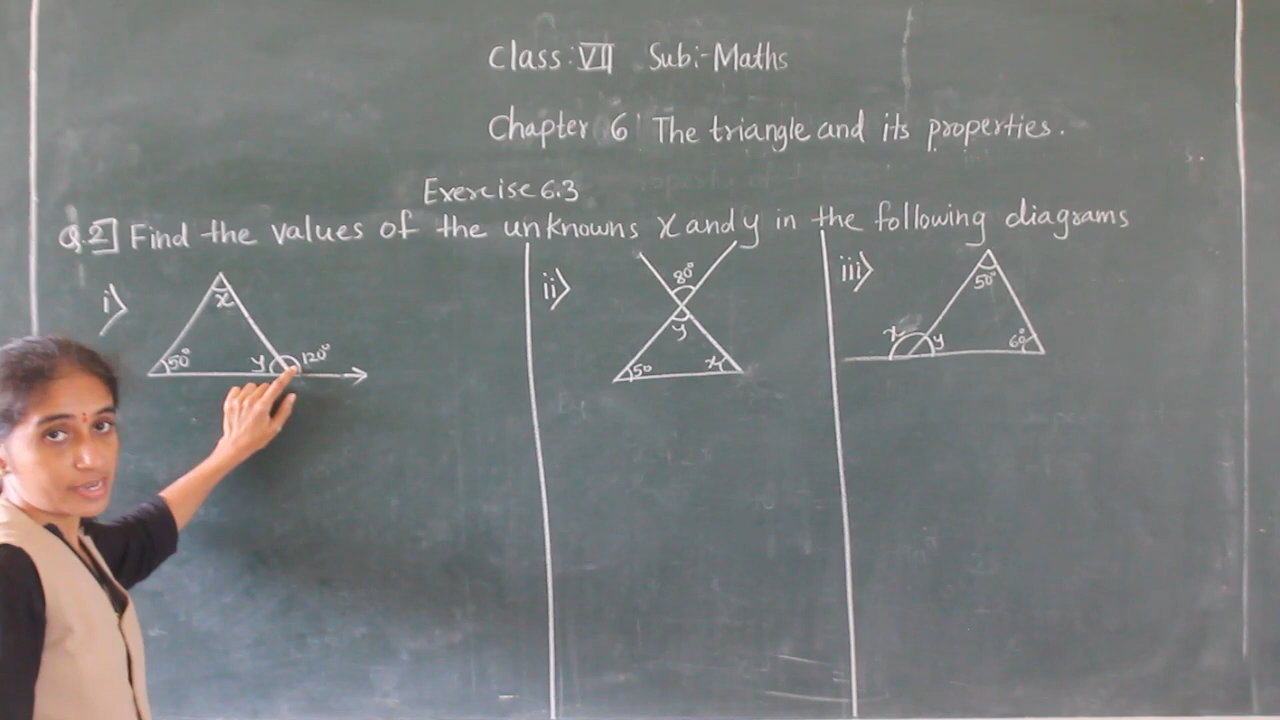 Class: VII Sub:- Maths
Chapter 6 The triangle and its properties.
Exercise 6.3
Q.2] Find the values of the unknowns x and y in the following diagrams
i)
x
50°
y
120°
ii)
80°
y
50
x
iii)
50°
x
y
60°